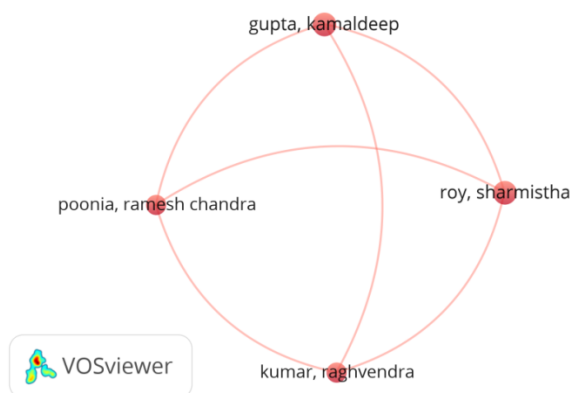 gupta, kamaldeep
roy, sharmistha
poonia, ramesh chandra
kumar, raghvendra
VOSviewer